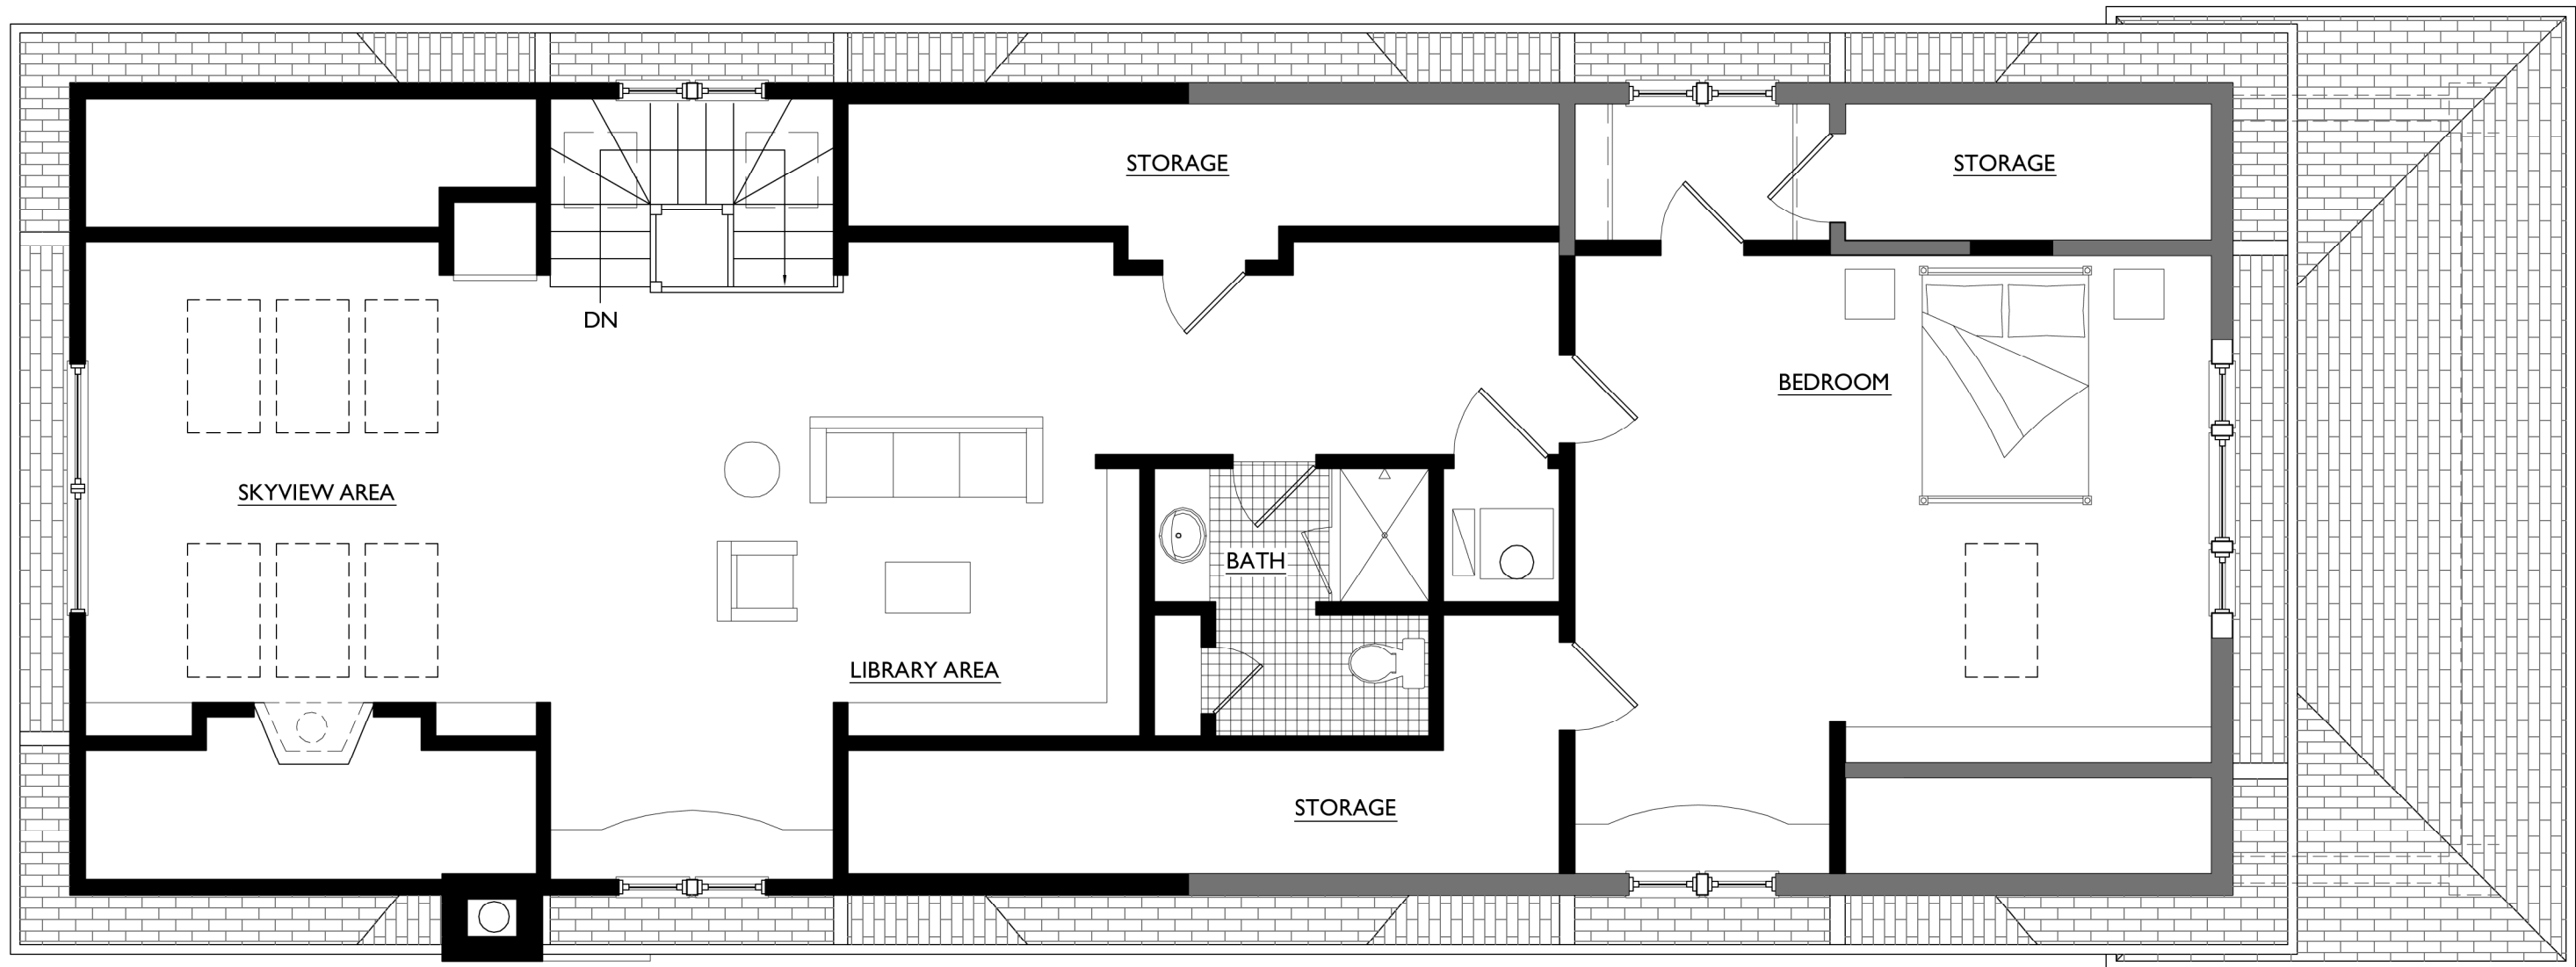 STORAGE
STORAGE
DN
BEDROOM
SKYVIEW AREA
BATH
LIBRARY AREA
STORAGE